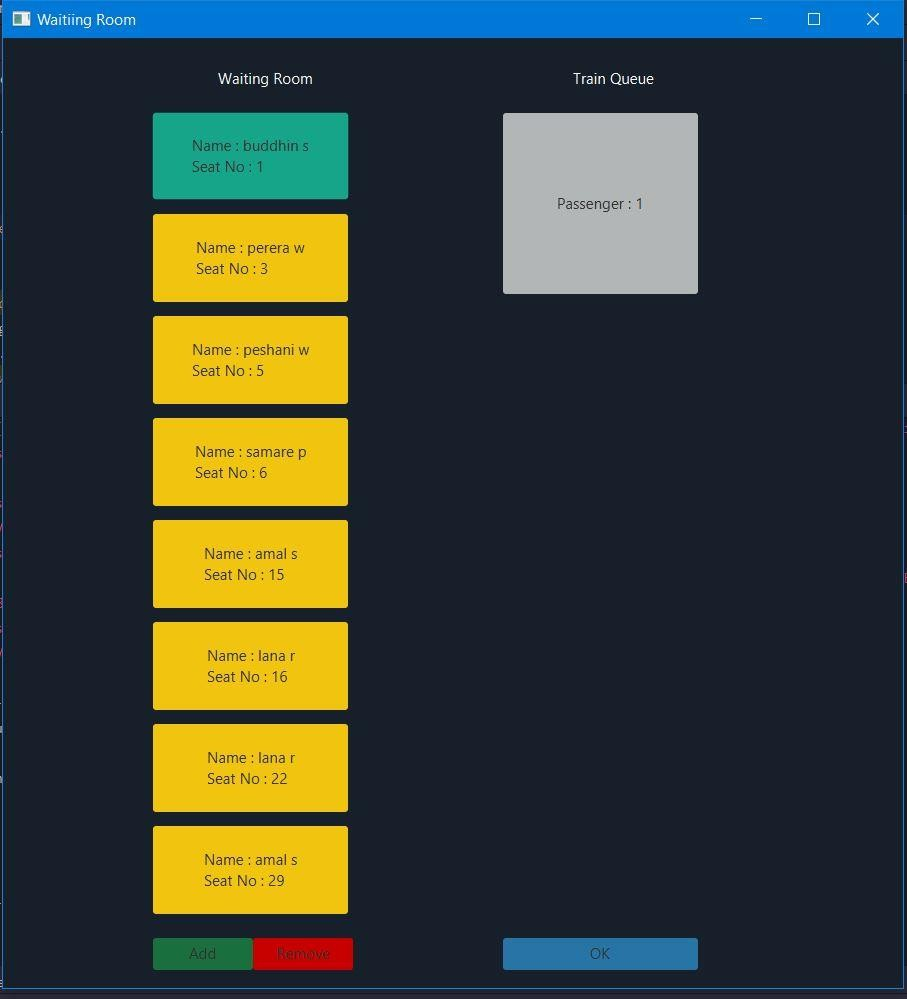 Waitiing Room
Waiting Room
Train Queue
Name : buddhin s
Seat No : 1
Passenger : 1
Name : perera w
Seat No : 3
Name : peshani w
Seat No : 5
Name : samare p
Seat No : 6
Name : amal s
Seat No : 15
Name : lana r
Seat No : 16
Name : lana r
Seat No : 22
Name : amal s
Seat No : 29
Add
Remove
OK